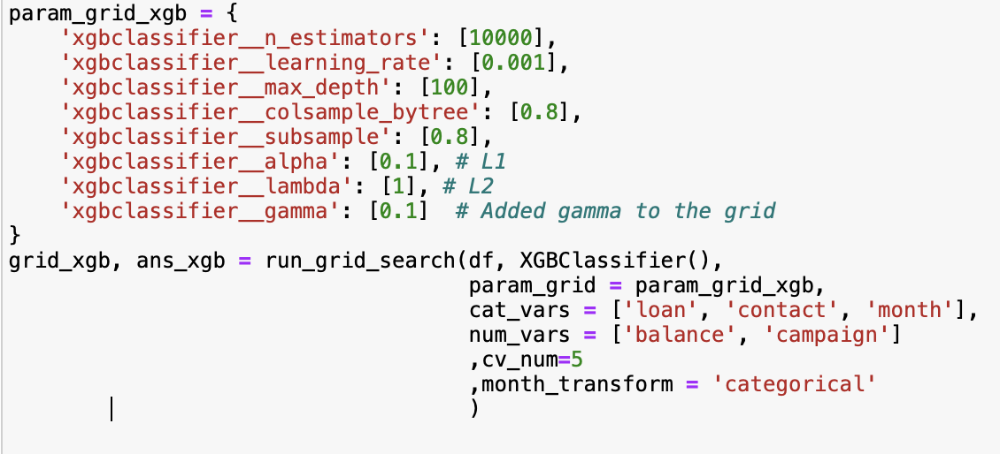 param_grid_xgb = {
    'xgbclassifier__n_estimators': [10000],
    'xgbclassifier__learning_rate': [0.001],
    'xgbclassifier__max_depth': [100],
    'xgbclassifier__colsample_bytree': [0.8],
    'xgbclassifier__subsample': [0.8],
    'xgbclassifier__alpha': [0.1], # L1
    'xgbclassifier__lambda': [1], # L2
    'xgbclassifier__gamma': [0.1]  # Added gamma to the grid
}
grid_xgb, ans_xgb = run_grid_search(df, XGBClassifier(),
                                    param_grid = param_grid_xgb,
                                    cat_vars = ['loan', 'contact', 'month'],
                                    num_vars = ['balance', 'campaign']
                                    ,cv_num=5
                                    ,month_transform = 'categorical'
                                    )